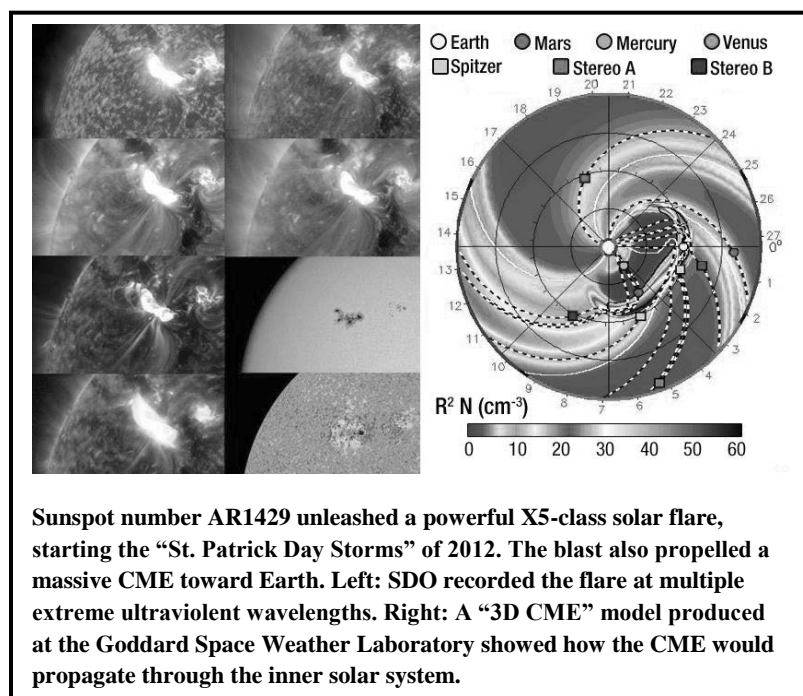 Earth Mars Mercury Venus
Spitzer Stereo A Stereo B
20 21
19 22
18 23
17 24
16 25
15 26
14 27
0°
13 1
12 2
11 3
10 4
9 5
8 7 6
R² N (cm⁻³)
0 10 20 30 40 50 60
Sunspot number AR1429 unleashed a powerful X5-class solar flare,
starting the “St. Patrick Day Storms” of 2012. The blast also propelled a
massive CME toward Earth. Left: SDO recorded the flare at multiple
extreme ultraviolent wavelengths. Right: A “3D CME” model produced
at the Goddard Space Weather Laboratory showed how the CME would
propagate through the inner solar system.